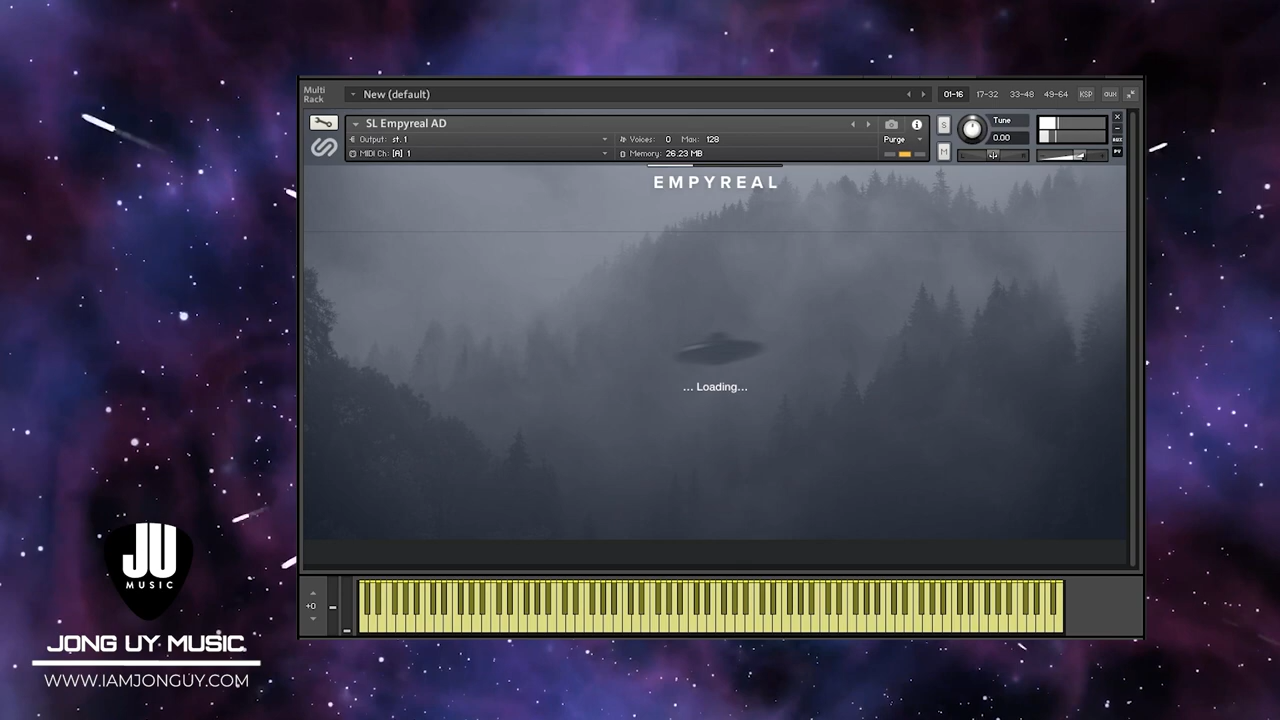 Multi
Rack
New (default)
01-16 17-32 33-48 49-64 KSP aux
SL Empyreal AD
Output: st. 1
Voices: 0 Max: 128
Purge
MIDI Ch: [A] 1
Memory: 26.23 MB
S
M
Tune
0.00
AUX
PV
EMPYREAL
... Loading...
+0
JU
MUSIC
JONG UY MUSIC
WWW.IAMJONGUY.COM